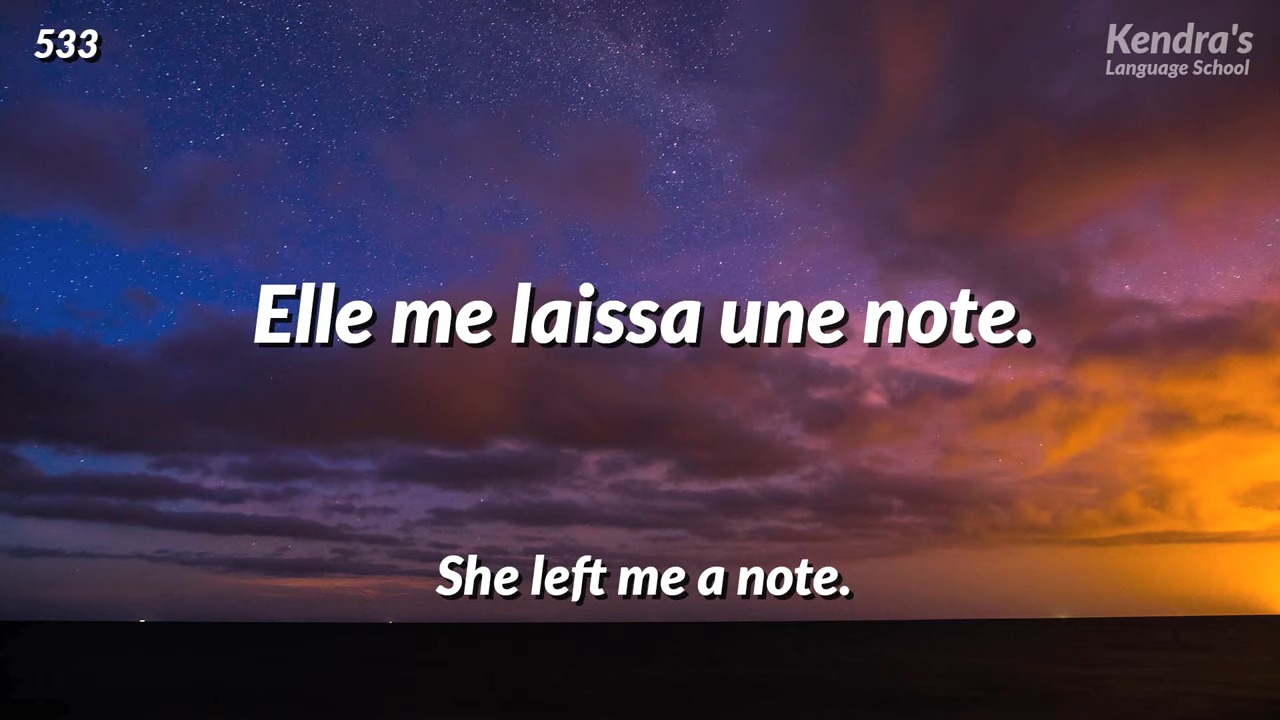 533
Kendra's
Language School
Elle me laissa une note.
She left me a note.